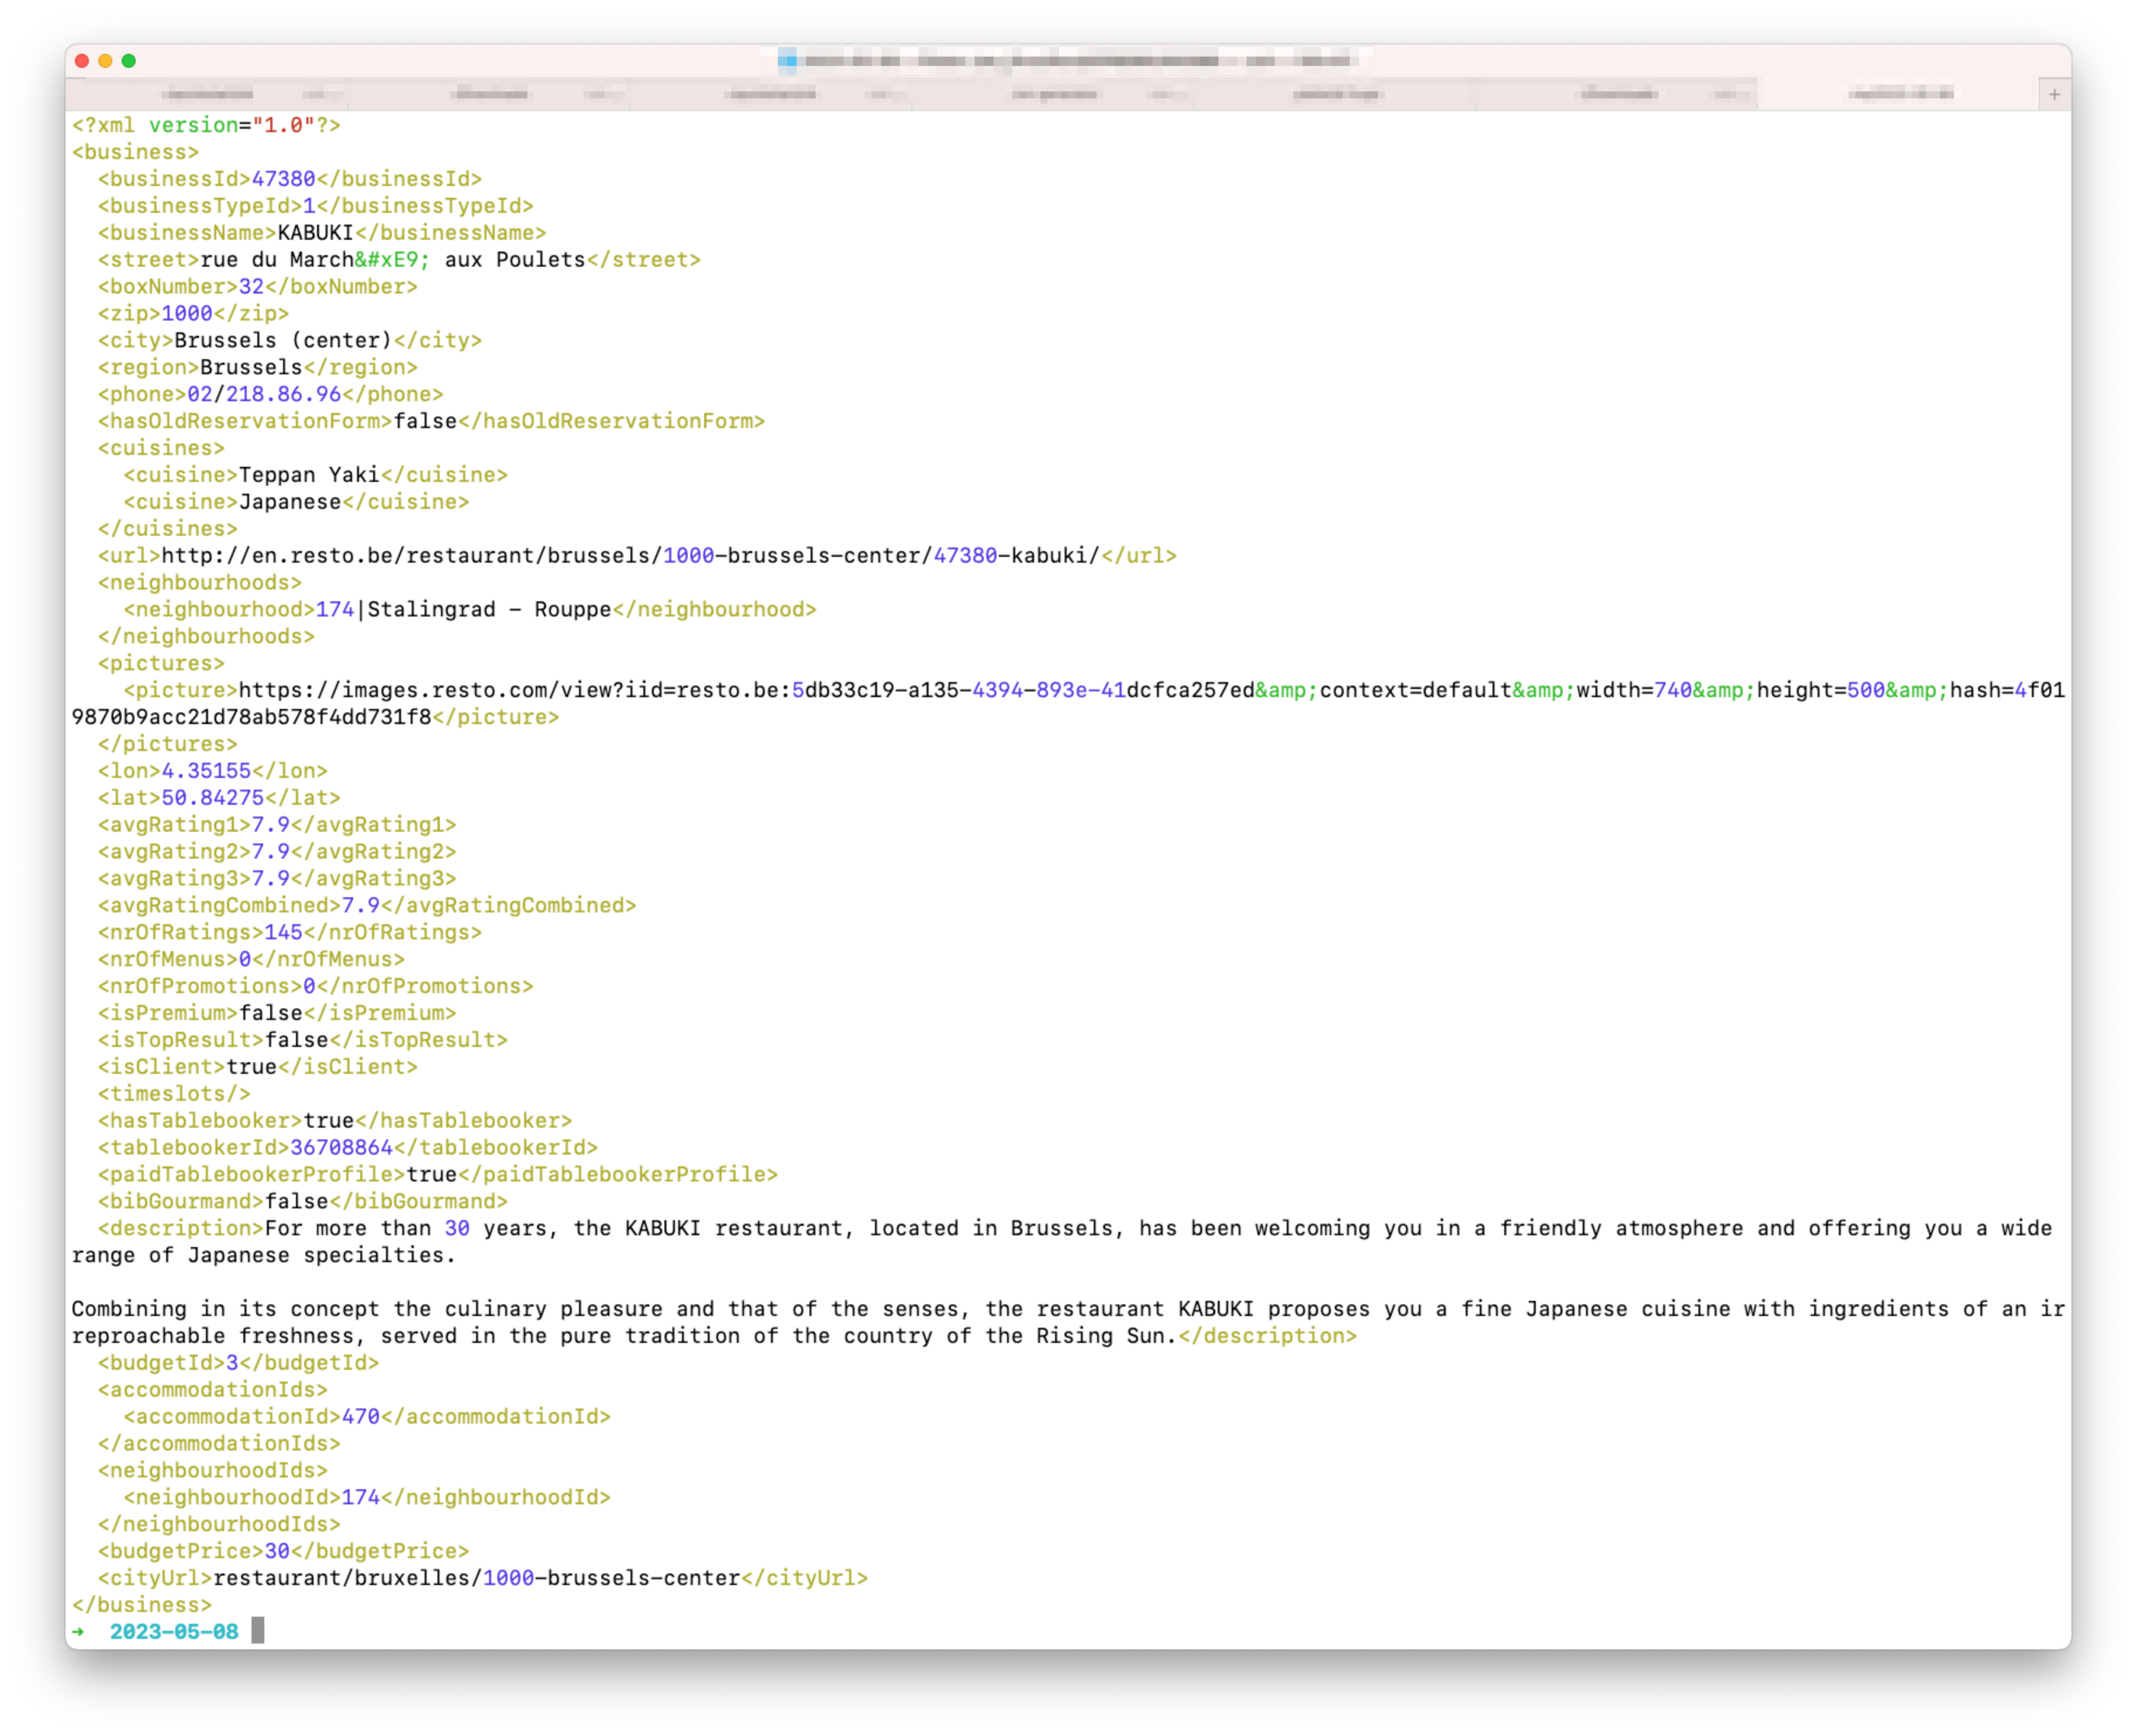 +
<?xml version="1.0"?>
<business>
  <businessId>47380</businessId>
  <businessTypeId>1</businessTypeId>
  <businessName>KABUKI</businessName>
  <street>rue du March&#xE9; aux Poulets</street>
  <boxNumber>32</boxNumber>
  <zip>1000</zip>
  <city>Brussels (center)</city>
  <region>Brussels</region>
  <phone>02/218.86.96</phone>
  <hasOldReservationForm>false</hasOldReservationForm>
  <cuisines>
    <cuisine>Teppan Yaki</cuisine>
    <cuisine>Japanese</cuisine>
  </cuisines>
  <url>http://en.resto.be/restaurant/brussels/1000-brussels-center/47380-kabuki/</url>
  <neighbourhoods>
    <neighbourhood>174|Stalingrad - Rouppe</neighbourhood>
  </neighbourhoods>
  <pictures>
    <picture>https://images.resto.com/view?iid=resto.be:5db33c19-a135-4394-893e-41dcfca257ed&amp;context=default&amp;width=740&amp;height=500&amp;hash=4f01
9870b9acc21d78ab578f4dd731f8</picture>
  </pictures>
  <lon>4.35155</lon>
  <lat>50.84275</lat>
  <avgRating1>7.9</avgRating1>
  <avgRating2>7.9</avgRating2>
  <avgRating3>7.9</avgRating3>
  <avgRatingCombined>7.9</avgRatingCombined>
  <nrOfRatings>145</nrOfRatings>
  <nrOfMenus>0</nrOfMenus>
  <nrOfPromotions>0</nrOfPromotions>
  <isPremium>false</isPremium>
  <isTopResult>false</isTopResult>
  <isClient>true</isClient>
  <timeslots/>
  <hasTablebooker>true</hasTablebooker>
  <tablebookerId>36708864</tablebookerId>
  <paidTablebookerProfile>true</paidTablebookerProfile>
  <bibGourmand>false</bibGourmand>
  <description>For more than 30 years, the KABUKI restaurant, located in Brussels, has been welcoming you in a friendly atmosphere and offering you a wide
range of Japanese specialties.

Combining in its concept the culinary pleasure and that of the senses, the restaurant KABUKI proposes you a fine Japanese cuisine with ingredients of an ir
reproachable freshness, served in the pure tradition of the country of the Rising Sun.</description>
  <budgetId>3</budgetId>
  <accommodationIds>
    <accommodationId>470</accommodationId>
  </accommodationIds>
  <neighbourhoodIds>
    <neighbourhoodId>174</neighbourhoodId>
  </neighbourhoodIds>
  <budgetPrice>30</budgetPrice>
  <cityUrl>restaurant/bruxelles/1000-brussels-center</cityUrl>
</business>
➜  2023-05-08